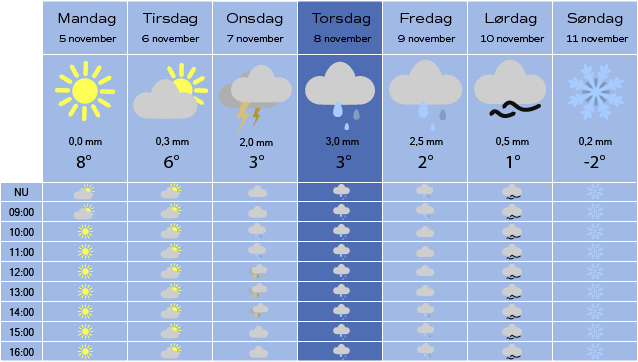 Mandag Tirsdag Onsdag Torsdag Fredag Lørdag Søndag
5 november 6 november 7 november 8 november 9 november 10 november 11 november
0,0 mm 0,3 mm 2,0 mm 3,0 mm 2,5 mm 0,5 mm 0,2 mm
8° 6° 3° 3° 2° 1° -2°
NU
09:00
10:00
11:00
12:00
13:00
14:00
15:00
16:00